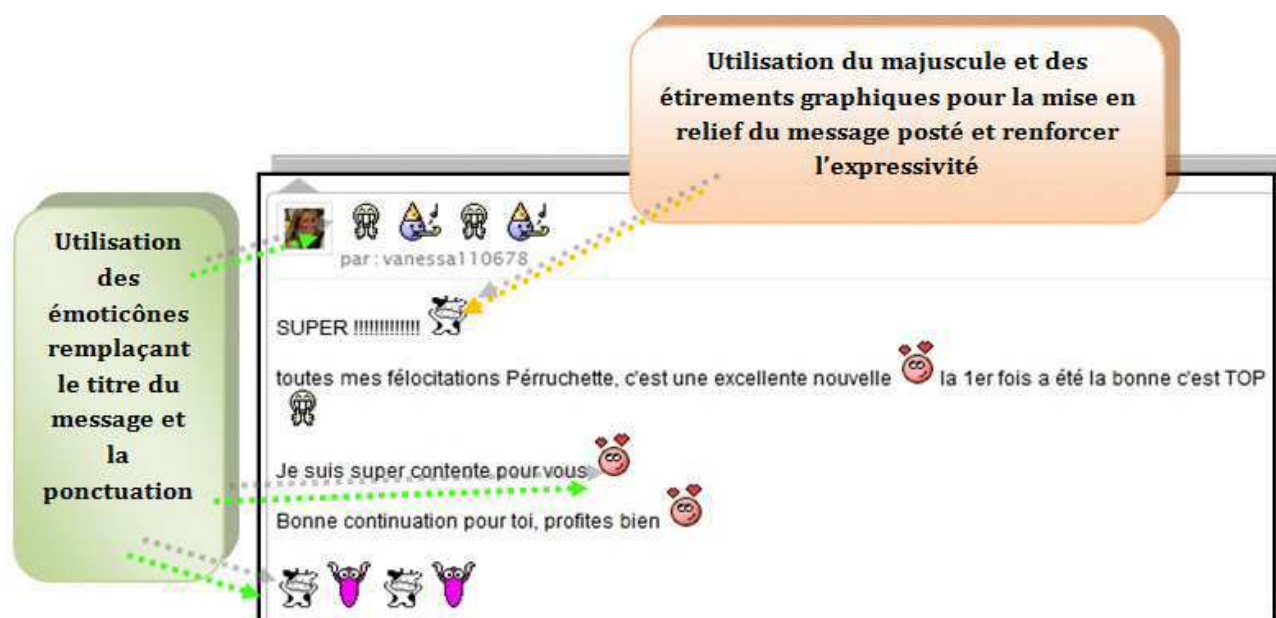 Utilisation du majuscule et des
étirements graphiques pour la mise en
relief du message posté et renforcer
l'expressivité
Utilisation
des
émoticônes
remplaçant
le titre du
message et
la
ponctuation
par : vanessa110678
SUPER !!!!!!!!!!!!!
toutes mes félocitations Pérruchette, c'est une excellente nouvelle la 1er fois a été la bonne c'est TOP
Je suis super contente pour vous
Bonne continuation pour toi, profites bien